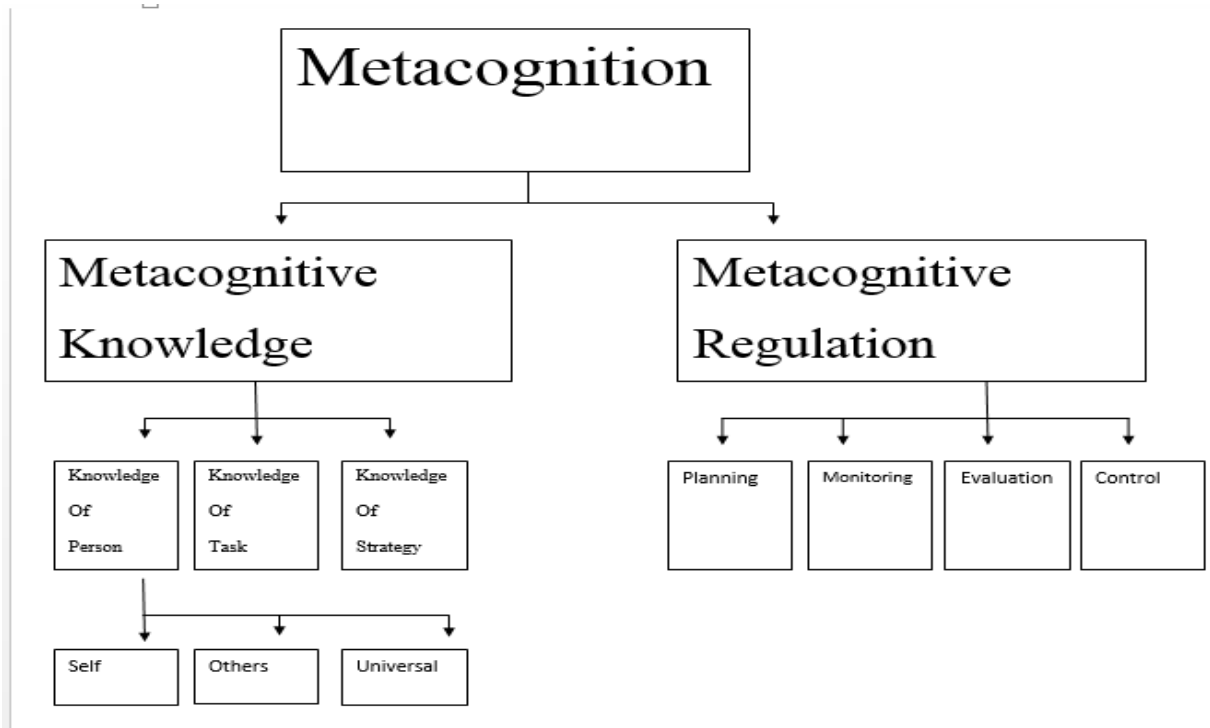 Metacognition
Metacognitive
Knowledge
Metacognitive
Regulation
Knowledge
Of
Person
Knowledge
Of
Task
Knowledge
Of
Strategy
Planning
Monitoring
Evaluation
Control
Self
Others
Universal